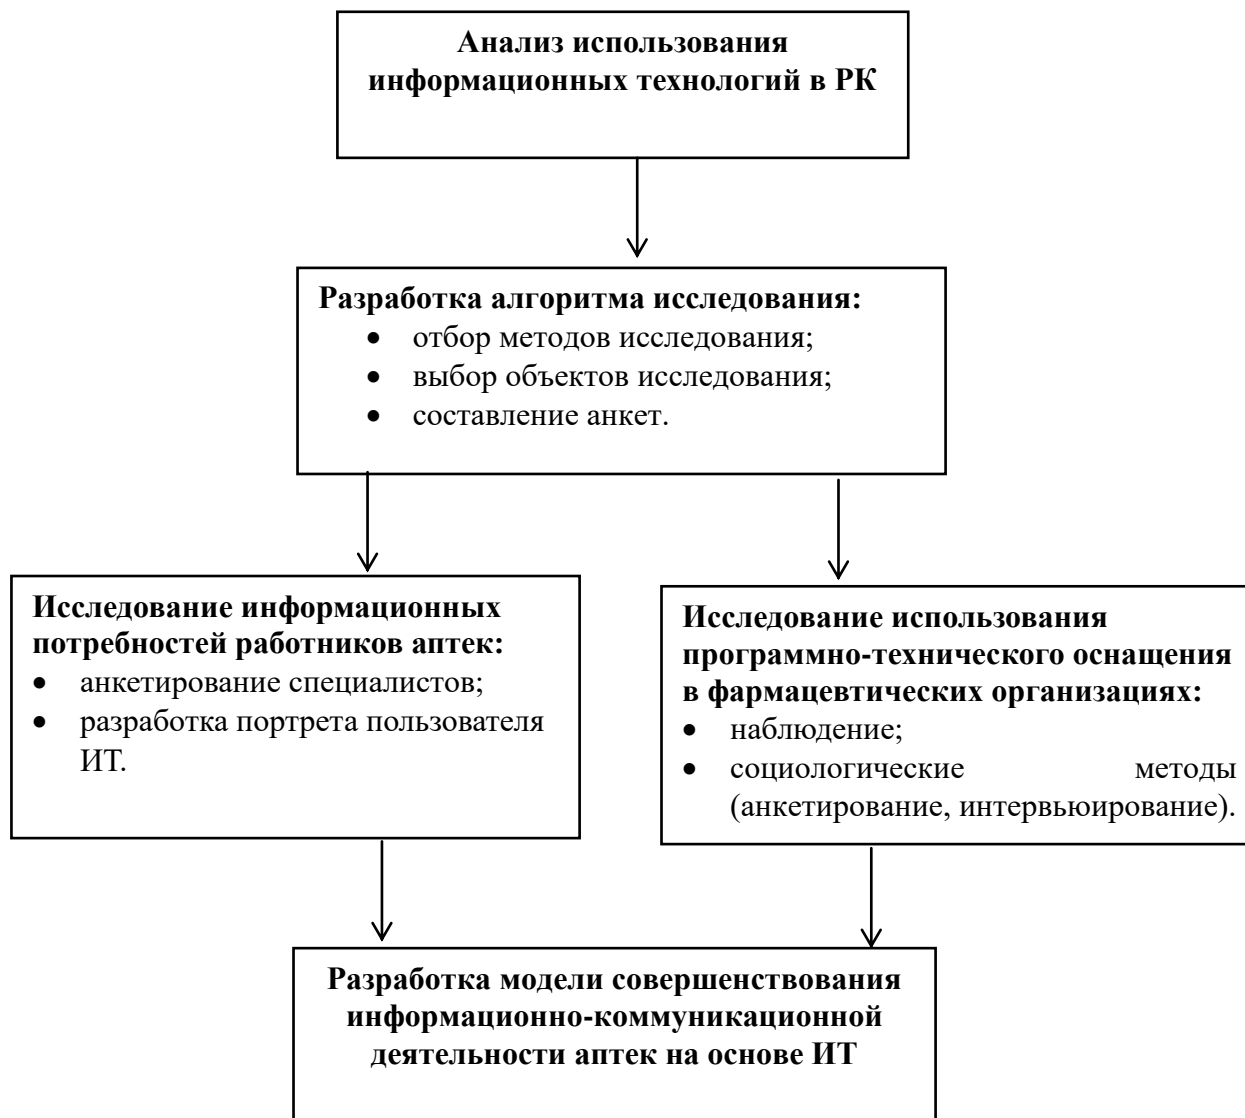 Анализ использования
информационных технологий в РК
Разработка алгоритма исследования:
• отбор методов исследования;
• выбор объектов исследования;
• составление анкет.
Исследование информационных
потребностей работников аптек:
• анкетирование специалистов;
• разработка портрета пользователя
ИТ.
Исследование использования
программно-технического оснащения
в фармацевтических организациях:
• наблюдение;
• социологические методы
(анкетирование, интервьюирование).
Разработка модели совершенствования
информационно-коммуникационной
деятельности аптек на основе ИТ